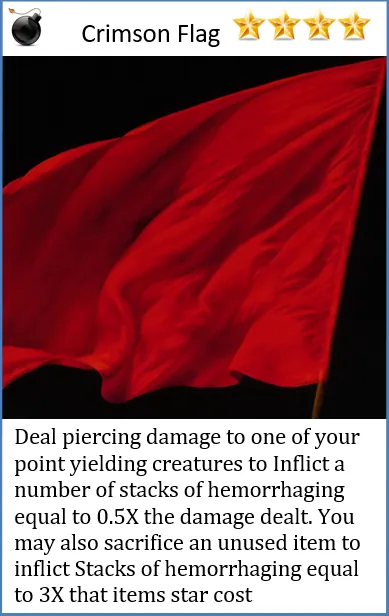 Crimson Flag
Deal piercing damage to one of your
point yielding creatures to Inflict a
number of stacks of hemorrhaging
equal to 0.5X the damage dealt. You
may also sacrifice an unused item to
inflict Stacks of hemorrhaging equal
to 3X that items star cost